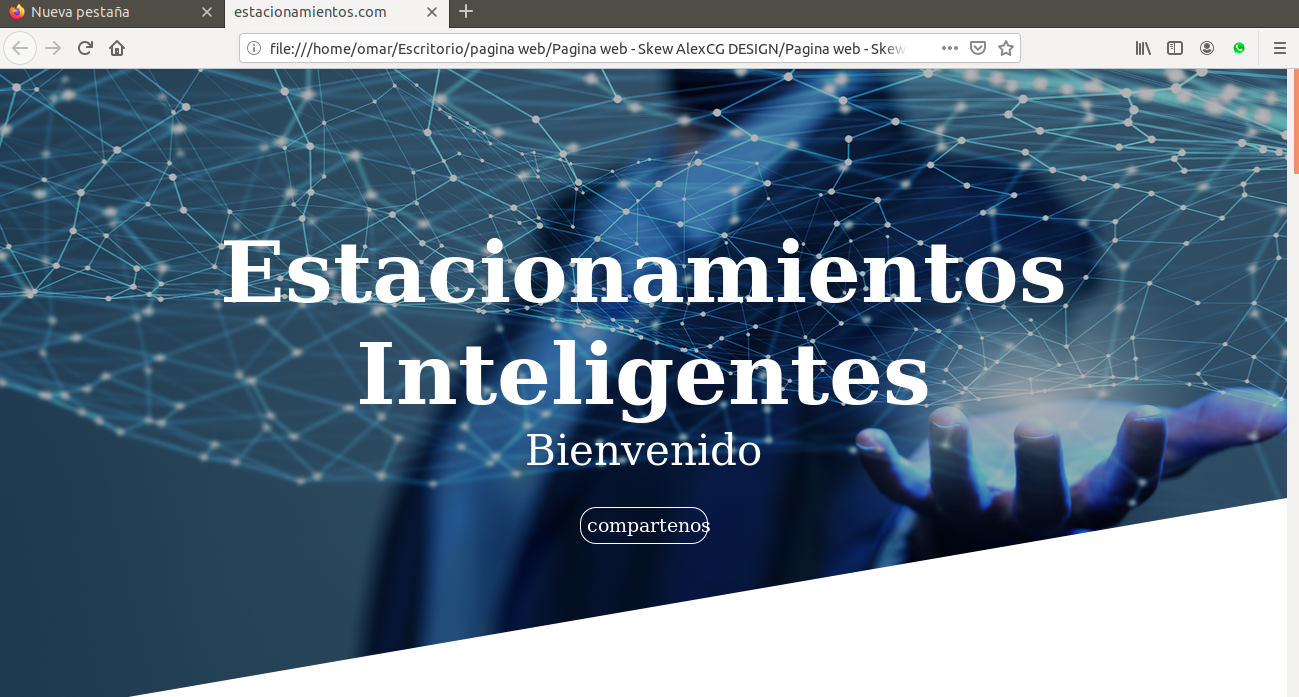 Nueva pestaña
estacionamientos.com
file:///home/omar/Escritorio/pagina web/Pagina web - Skew AlexCG DESIGN/Pagina web - Skew
Estacionamientos
Inteligentes
Bienvenido
compartenos